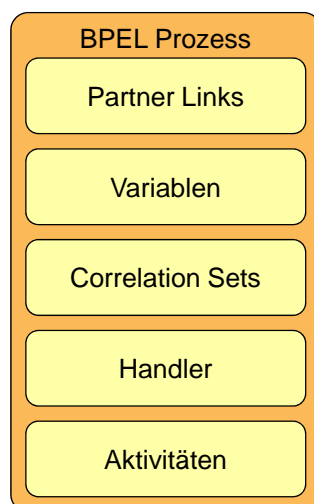 BPEL Prozess
Partner Links
Variablen
Correlation Sets
Handler
Aktivitäten